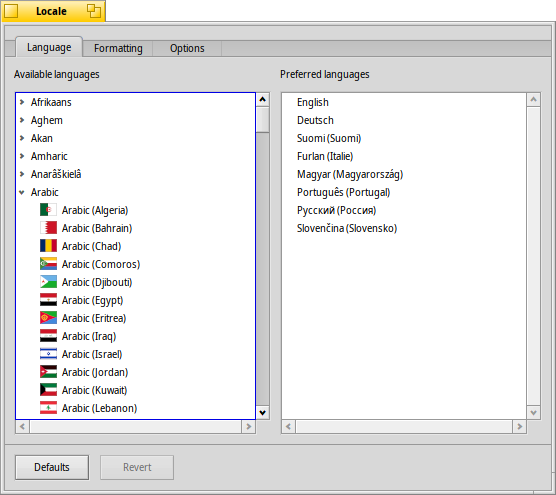 Locale
Language
Formatting
Options
Available languages
Preferred languages
Afrikaans
Aghem
Akan
Amharic
Anarâškielâ
Arabic
Arabic (Algeria)
Arabic (Bahrain)
Arabic (Chad)
Arabic (Comoros)
Arabic (Djibouti)
Arabic (Egypt)
Arabic (Eritrea)
Arabic (Iraq)
Arabic (Israel)
Arabic (Jordan)
Arabic (Kuwait)
Arabic (Lebanon)
English
Deutsch
Suomi (Suomi)
Furlan (Italie)
Magyar (Magyarország)
Português (Portugal)
Русский (Россия)
Slovenčina (Slovensko)
Defaults
Revert